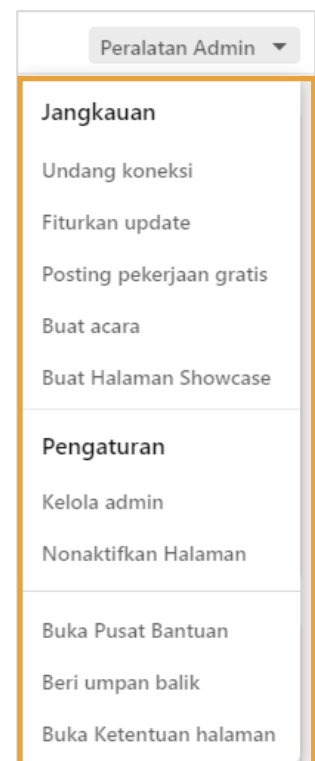 Peralatan Admin
Jangkauan
Undang koneksi
Fiturkan update
Posting pekerjaan gratis
Buat acara
Buat Halaman Showcase
Pengaturan
Kelola admin
Nonaktifkan Halaman
Buka Pusat Bantuan
Beri umpan balik
Buka Ketentuan halaman